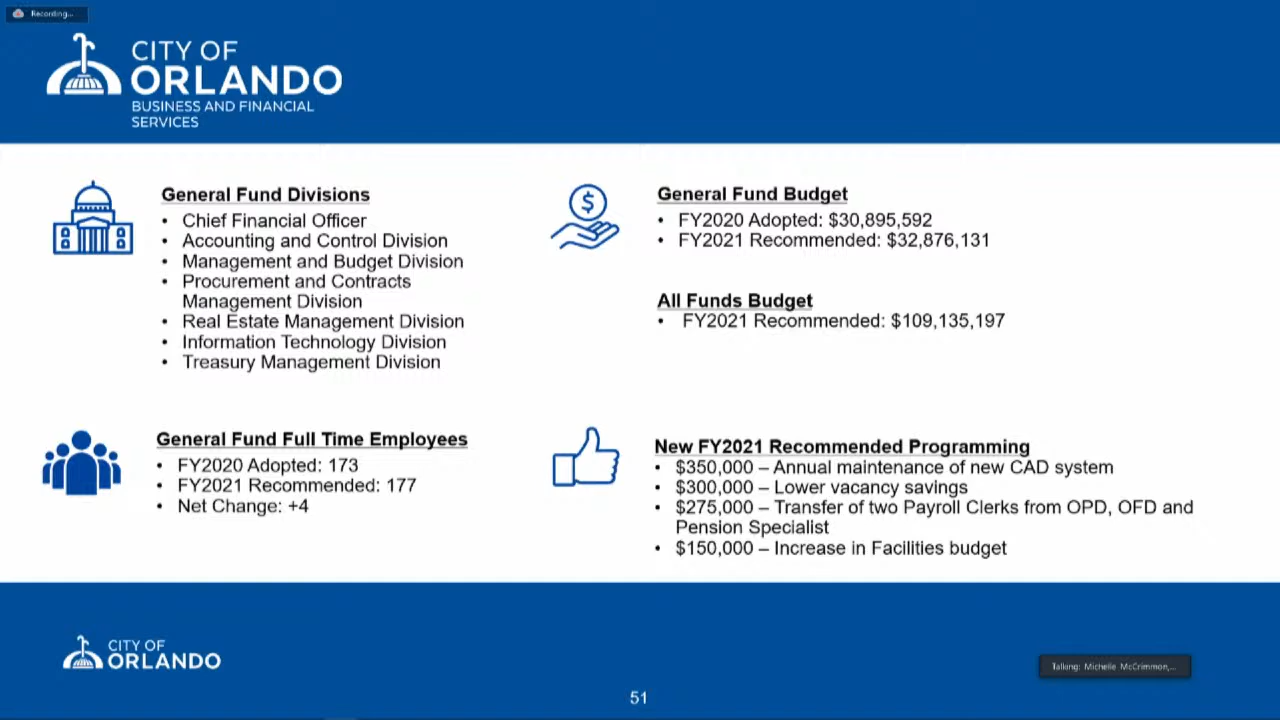 Recording...
CITY OF
ORLANDO
BUSINESS AND FINANCIAL
SERVICES
General Fund Divisions
• Chief Financial Officer
• Accounting and Control Division
• Management and Budget Division
• Procurement and Contracts
Management Division
• Real Estate Management Division
• Information Technology Division
• Treasury Management Division
General Fund Budget
• FY2020 Adopted: $30,895,592
• FY2021 Recommended: $32,876,131
All Funds Budget
• FY2021 Recommended: $109,135,197
General Fund Full Time Employees
• FY2020 Adopted: 173
• FY2021 Recommended: 177
• Net Change: +4
New FY2021 Recommended Programming
• $350,000 – Annual maintenance of new CAD system
• $300,000 – Lower vacancy savings
• $275,000 – Transfer of two Payroll Clerks from OPD, OFD and
Pension Specialist
• $150,000 – Increase in Facilities budget
CITY OF
ORLANDO
Talking: Michelle McCrimmon,...
51